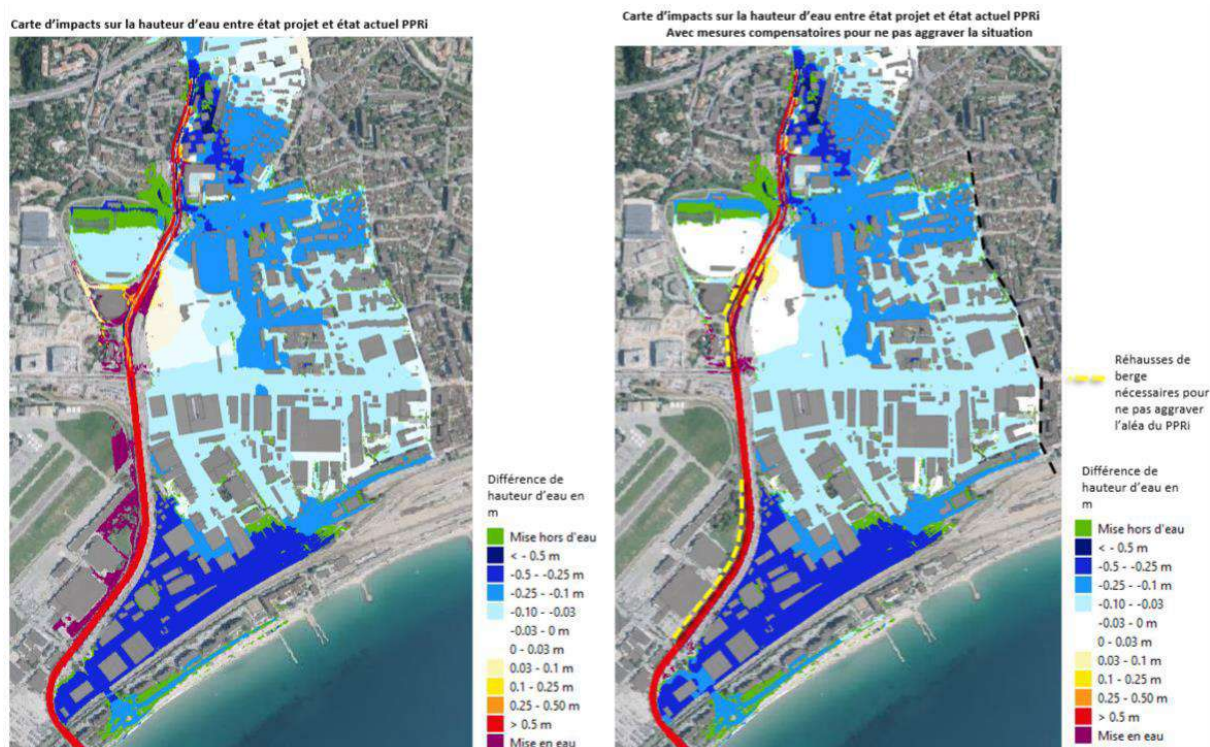 Carte d'impacts sur la hauteur d'eau entre état projet et état actuel PPRi
Différence de
hauteur d'eau en
m
Mise hors d'eau
< - 0.5 m
-0.5 - -0.25 m
-0.25 - -0.1 m
-0.10 - -0.03
-0.03 - 0 m
0 - 0.03 m
0.03 - 0.1 m
0.1 - 0.25 m
0.25 - 0.50 m
> 0.5 m
Mise en eau
Carte d'impacts sur la hauteur d'eau entre état projet et état actuel PPRi
Avec mesures compensatoires pour ne pas aggraver la situation
Réhausses de
berge
nécessaires pour
ne pas aggraver
l'aléa du PPRi
Différence de
hauteur d'eau en
m
Mise hors d'eau
< - 0.5 m
-0.5 - -0.25 m
-0.25 - -0.1 m
-0.10 - -0.03
-0.03 - 0 m
0 - 0.03 m
0.03 - 0.1 m
0.1 - 0.25 m
0.25 - 0.50 m
> 0.5 m
Mise en eau